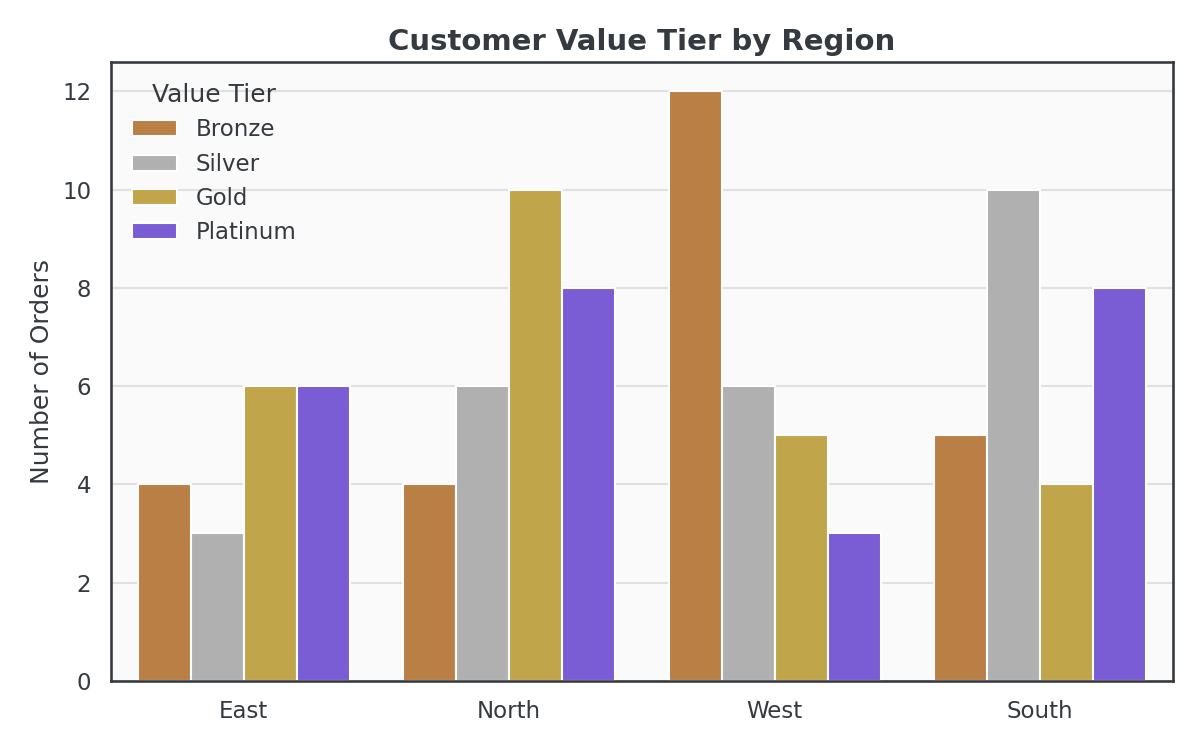 Customer Value Tier by Region
Value Tier
Bronze
Silver
Gold
Platinum
Number of Orders
12
10
8
6
4
2
0
East
North
West
South